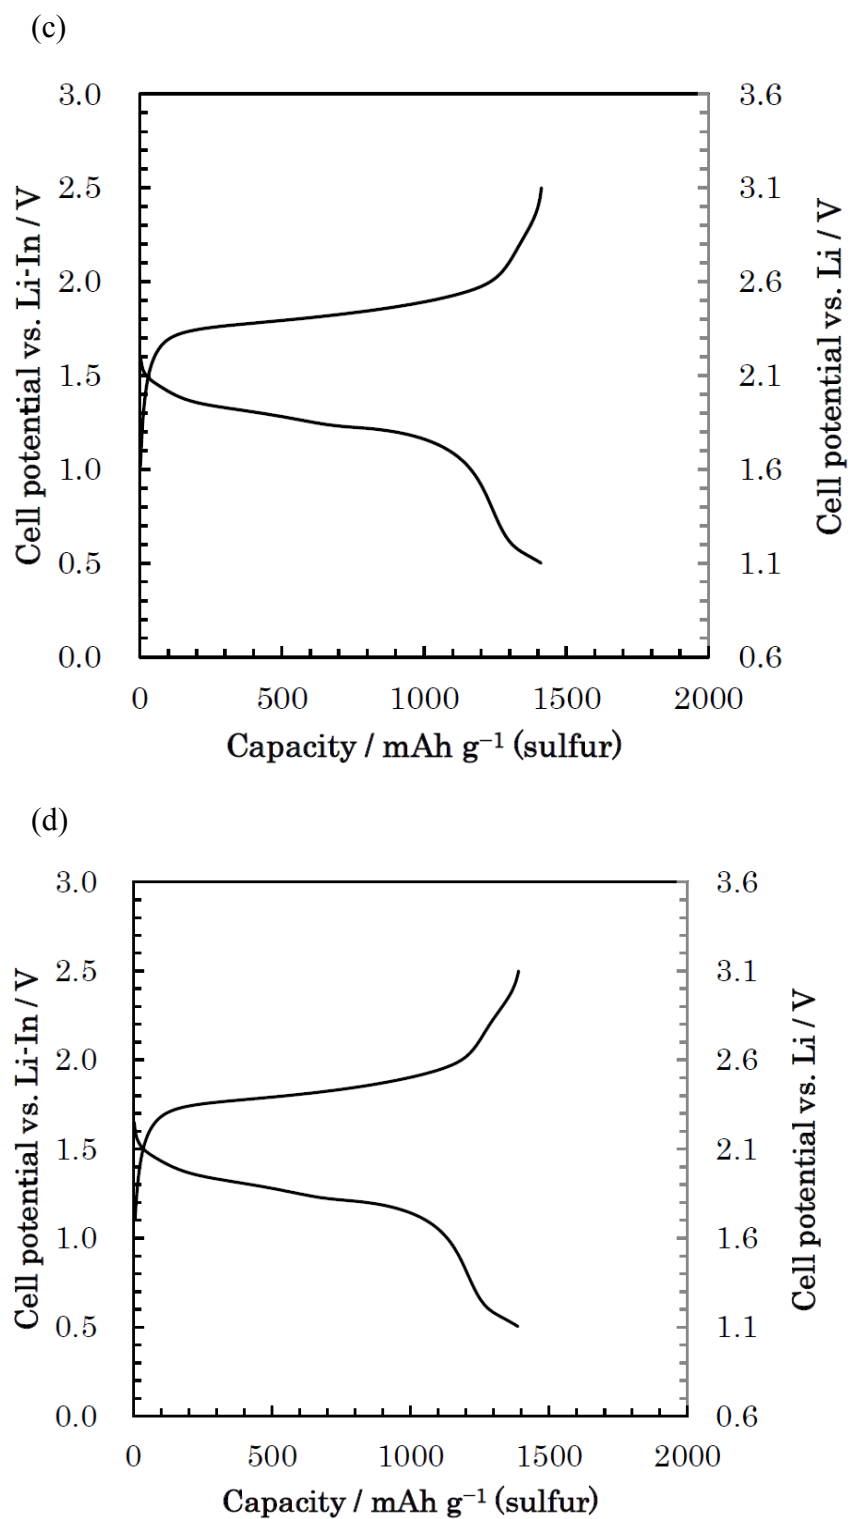 (c)
3.0
2.5
2.0
1.5
1.0
0.5
0.0
Cell potential vs. Li-In / V
3.6
3.1
2.6
2.1
1.6
1.1
0.6
Cell potential vs. Li / V
0 500 1000 1500 2000
Capacity / mAh g⁻¹ (sulfur)
(d)
3.0
2.5
2.0
1.5
1.0
0.5
0.0
Cell potential vs. Li-In / V
3.6
3.1
2.6
2.1
1.6
1.1
0.6
Cell potential vs. Li / V
0 500 1000 1500 2000
Capacity / mAh g⁻¹ (sulfur)